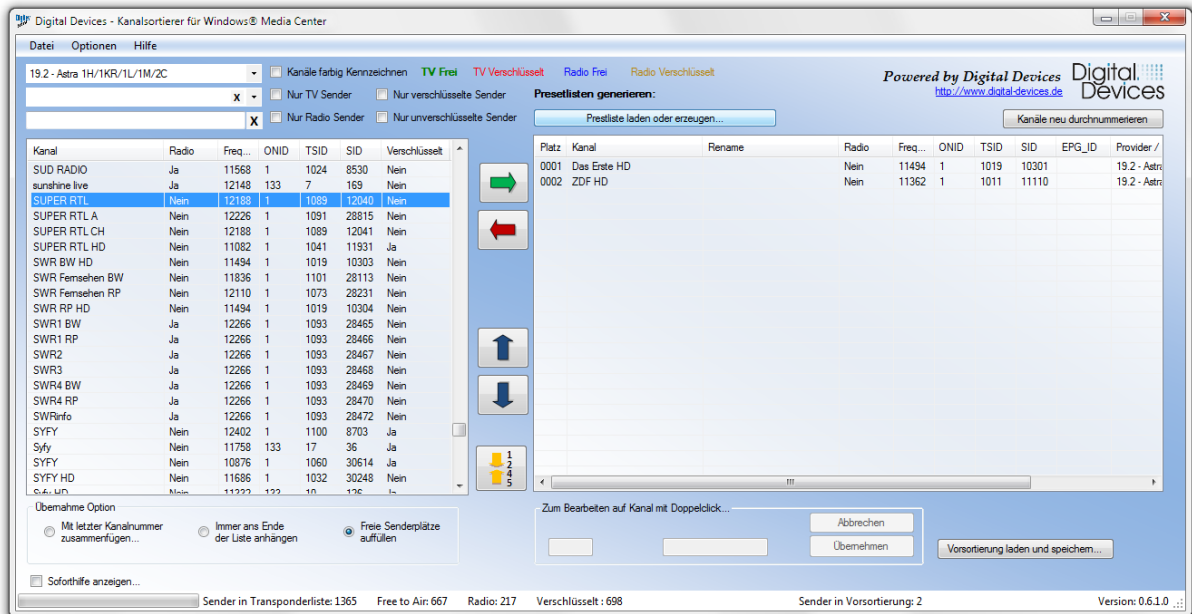 Digital Devices - Kanalsortierer für Windows® Media Center
Datei Optionen Hilfe
19.2 - Astra 1H/1KR/1L/1M/2C
Kanäle farbig Kennzeichnen TV Frei TV Verschlüsselt Radio Frei Radio Verschlüsselt
Powered by Digital Devices
http://www.digital-devices.de
Digital. Devices
X Nur TV Sender Nur verschlüsselte Sender Presetlisten generieren:
X Nur Radio Sender Nur unverschlüsselte Sender Prestliste laden oder erzeugen... Kanäle neu durchnummerieren
Kanal Radio Freq... ONID TSID SID Verschlüsselt
SUD RADIO Ja 11568 1 1024 8530 Nein
sunshine live Ja 12148 133 7 169 Nein
SUPER RTL Nein 12188 1 1089 12040 Nein
SUPER RTL A Nein 12226 1 1091 28815 Nein
SUPER RTL CH Nein 12188 1 1089 12041 Nein
SUPER RTL HD Nein 11082 1 1041 11931 Ja
SWR BW HD Nein 11494 1 1019 10303 Nein
SWR Fernsehen BW Nein 11836 1 1101 28113 Nein
SWR Fernsehen RP Nein 12110 1 1073 28231 Nein
SWR RP HD Nein 11494 1 1019 10304 Nein
SWR1 BW Ja 12266 1 1093 28465 Nein
SWR1 RP Ja 12266 1 1093 28466 Nein
SWR2 Ja 12266 1 1093 28467 Nein
SWR3 Ja 12266 1 1093 28468 Nein
SWR4 BW Ja 12266 1 1093 28469 Nein
SWR4 RP Ja 12266 1 1093 28470 Nein
SWRinfo Ja 12266 1 1093 28472 Nein
SYFY Nein 12402 1 1100 8703 Ja
Syfy Nein 11758 133 17 36 Ja
SYFY Nein 10876 1 1060 30614 Ja
SYFY HD Nein 11686 1 1032 30248 Nein
Syfy HD Nein 11332 133 10 126 Ja
1
2
4
5
Platz Kanal Rename Radio Freq... ONID TSID SID EPG_ID Provider /
0001 Das Erste HD Nein 11494 1 1019 10301 19.2 - Astra
0002 ZDF HD Nein 11362 1 1011 11110 19.2 - Astra
Übernahme Option
Mit letzter Kanalnummer zusammenfügen...
Immer ans Ende der Liste anhängen
Freie Senderplätze auffüllen
Zum Bearbeiten auf Kanal mit Doppelclick...
Abbrechen
Übernehmen
Vorsortierung laden und speichern...
Soforthilfe anzeigen...
Sender in Transponderliste: 1365 Free to Air: 667 Radio: 217 Verschlüsselt : 698 Sender in Vorsortierung: 2 Version: 0.6.1.0